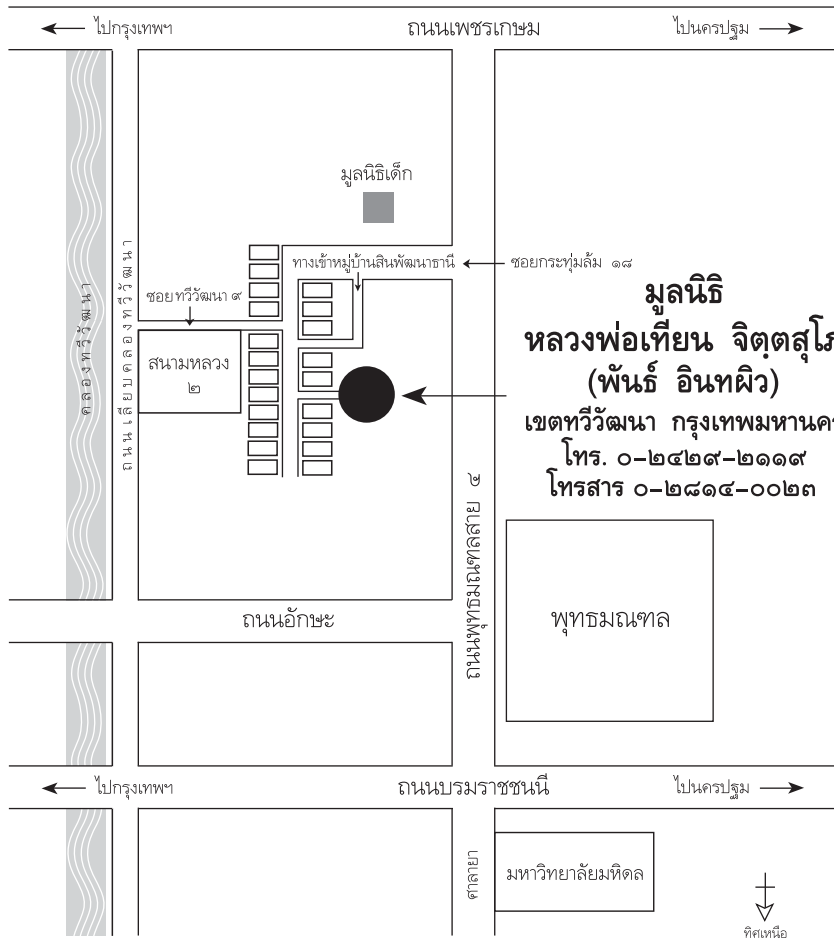 ไปกรุงเทพฯ
ถนนเพชรเกษม
ไปนครปฐม
มูลนิธิเด็ก
ทางเข้าหมู่บ้านสินพัฒนาธานี
ซอยกระทุ่มล้ม ๑๘
ซอยทวีวัฒนา ๙
คลองทวีวัฒนา
ถนนเลียบคลองทวีวัฒนา
สนามหลวง
๒
มูลนิธิ
หลวงพ่อเทียน จิตฺตสุโภ
(พันธ์ อินทผิว)
เขตทวีวัฒนา กรุงเทพมหานคร
โทร. ๐-๒๔๒๙-๒๑๑๙
โทรสาร ๐-๒๘๑๔-๐๐๒๓
ถนนพุทธมณฑลสาย ๔
ถนนอักษะ
พุทธมณฑล
ไปกรุงเทพฯ
ถนนบรมราชชนนี
ไปนครปฐม
ศาลายา
มหาวิทยาลัยมหิดล
ทิศเหนือ